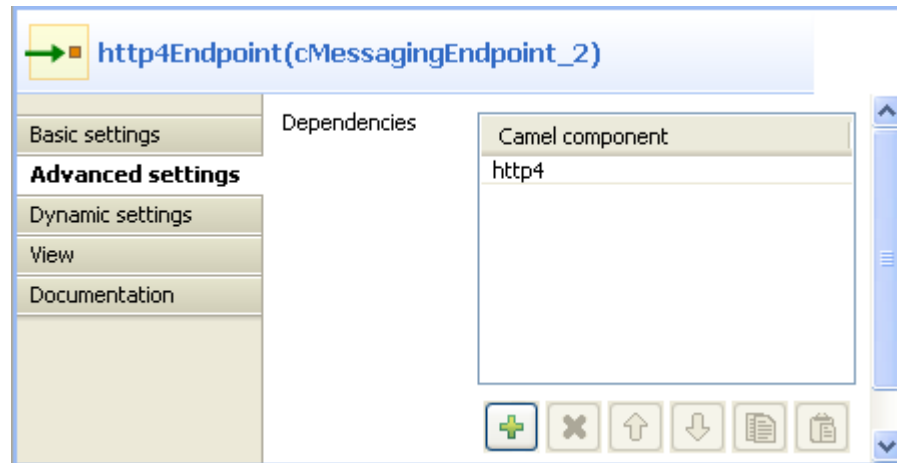 http4Endpoint(cMessagingEndpoint_2)
Basic settings
Advanced settings
Dynamic settings
View
Documentation
Dependencies
Camel component
http4